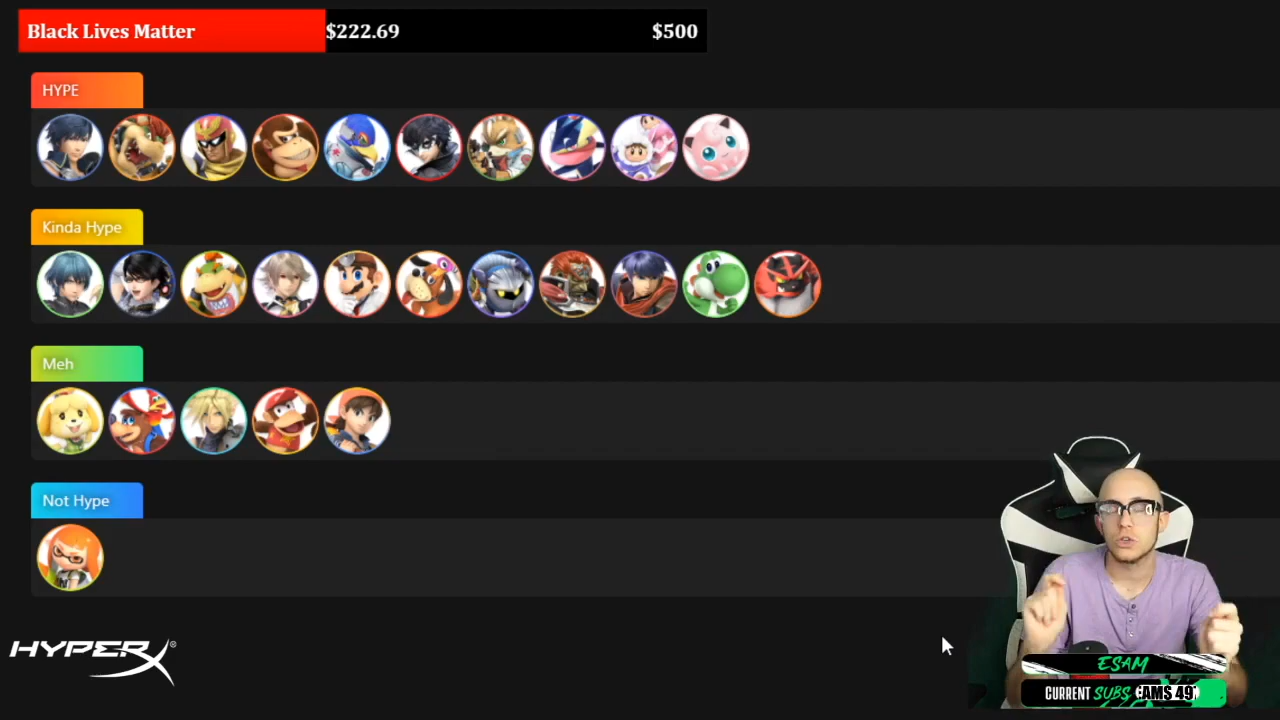 Black Lives Matter $222.69 $500
HYPE
Kinda Hype
Meh
Not Hype
HYPERX®
ESAM
CURRENT SUBS